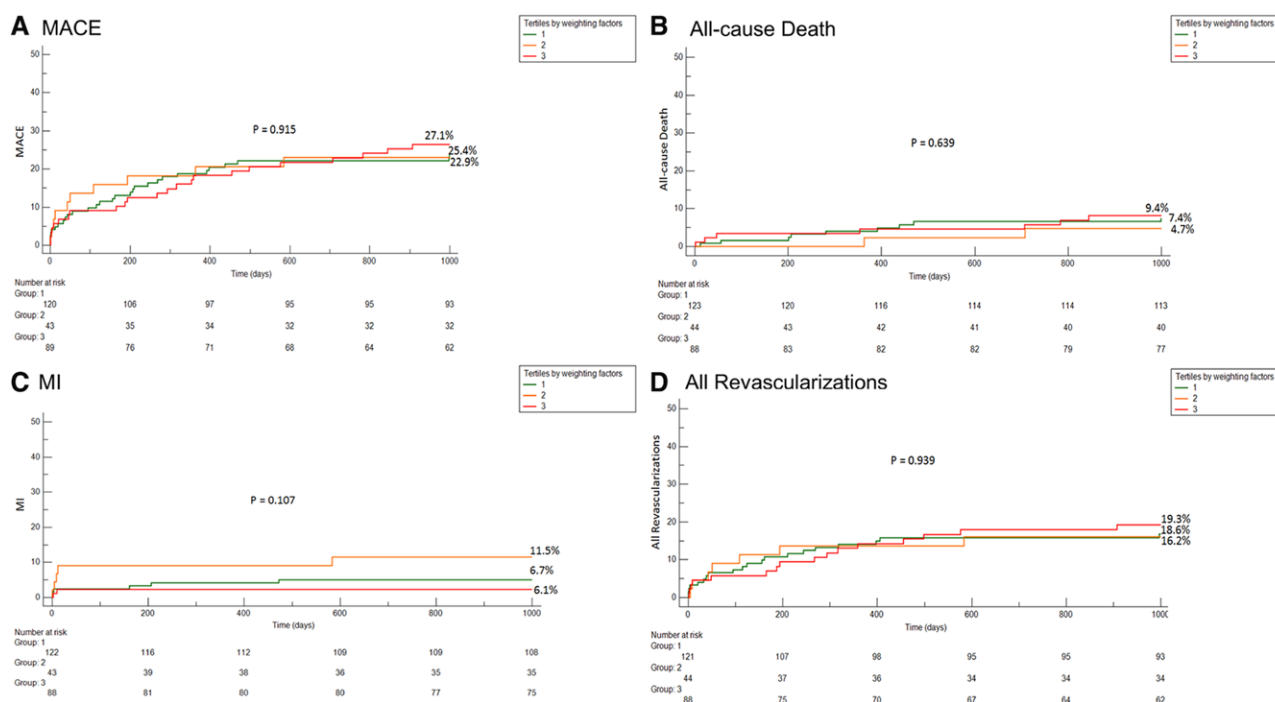 A MACE
Tertiles by weighting factors
1
2
3
50
40
30
20
10
0
MACE
P = 0.915
27.1%
25.4%
22.9%
0 200 400 600 800 1000
Time (days)
Number at risk
Group: 1
120 106 97 95 95 93
Group: 2
43 35 34 32 32 32
Group: 3
89 76 71 68 64 62
B All-cause Death
Tertiles by weighting factors
1
2
3
50
40
30
20
10
0
All-cause Death
P = 0.639
9.4%
7.4%
4.7%
0 200 400 600 800 1000
Time (days)
Number at risk
Group: 1
123 120 116 114 114 113
Group: 2
44 43 42 41 40 40
Group: 3
88 83 82 82 79 77
C MI
Tertiles by weighting factors
1
2
3
50
40
30
20
10
0
MI
P = 0.107
11.5%
6.7%
6.1%
0 200 400 600 800 1000
Time (days)
Number at risk
Group: 1
122 116 112 109 109 108
Group: 2
43 39 38 36 35 35
Group: 3
88 81 80 80 77 75
D All Revascularizations
Tertiles by weighting factors
1
2
3
50
40
30
20
10
0
All Revascularizations
P = 0.939
19.3%
18.6%
16.2%
0 200 400 600 800 1000
Time (days)
Number at risk
Group: 1
121 107 98 95 95 93
Group: 2
44 37 36 34 34 34
Group: 3
88 75 70 67 64 62